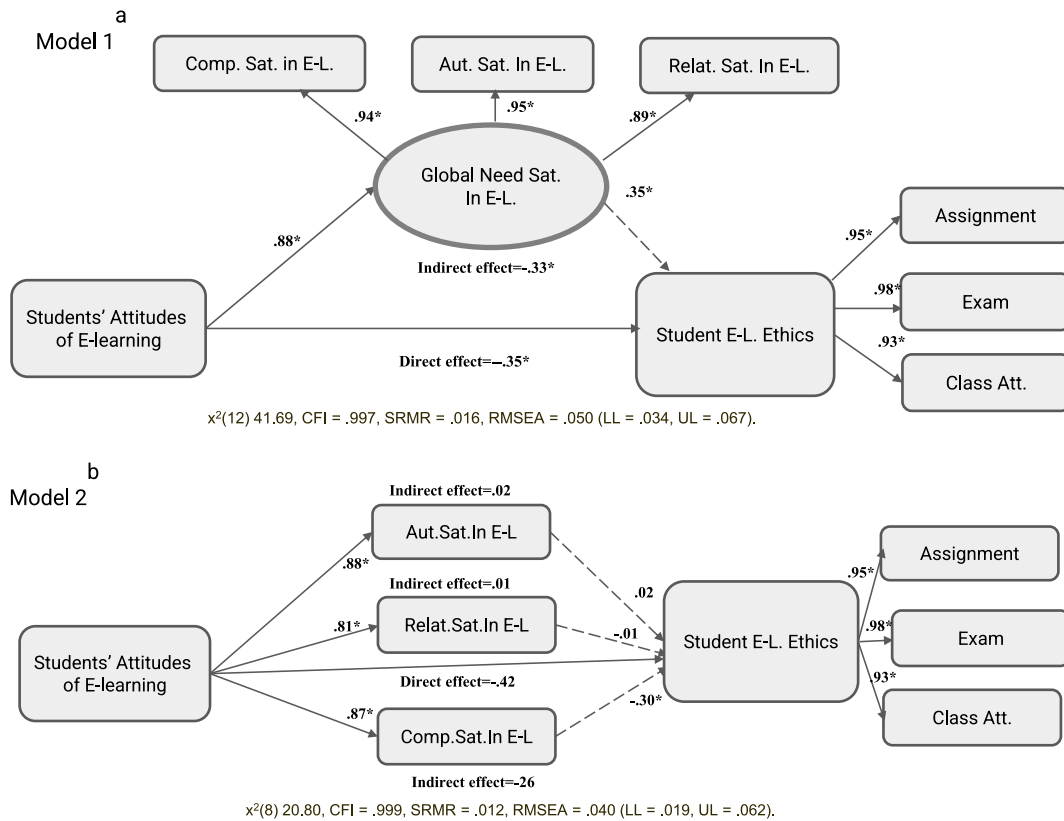 a
Model 1
Comp. Sat. in E-L.
Aut. Sat. In E-L.
Relat. Sat. In E-L.
.94*
.95*
.89*
Global Need Sat.
In E-L.
.35*
.88*
Indirect effect=-.33*
Students’ Attitudes
of E-learning
Direct effect=–.35*
Student E-L. Ethics
.95*
Assignment
.98*
Exam
.93*
Class Att.
x²(12) 41.69, CFI = .997, SRMR = .016, RMSEA = .050 (LL = .034, UL = .067).
b
Model 2
Indirect effect=.02
Aut.Sat.In E-L
.88*
Indirect effect=.01
.81*
Relat.Sat.In E-L
.02
-.01
Students’ Attitudes
of E-learning
Direct effect=-.42
.87*
Comp.Sat.In E-L
-.30*
Indirect effect=-26
Student E-L. Ethics
.95*
Assignment
.98*
Exam
.93*
Class Att.
x²(8) 20.80, CFI = .999, SRMR = .012, RMSEA = .040 (LL = .019, UL = .062).